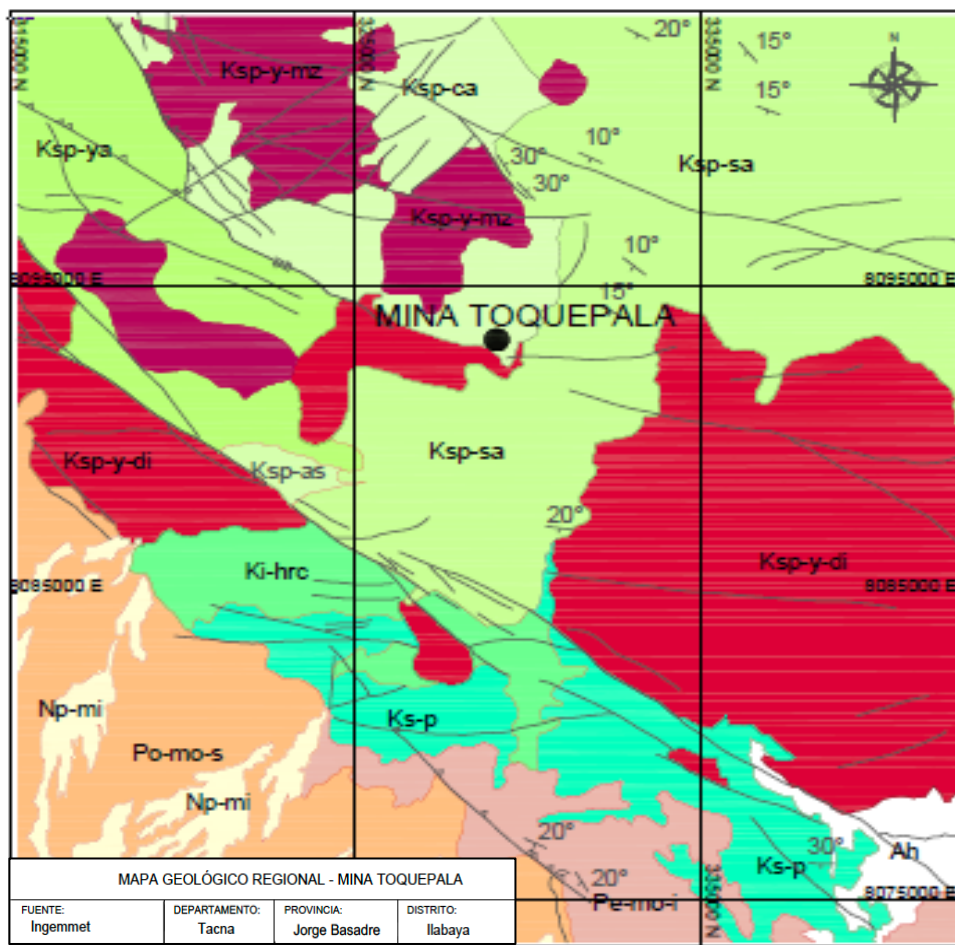 315000 N
325000 N
335000 N
20°
15°
N
Ksp-y-mz
Ksp-ca
15°
Ksp-ya
10°
30°
Ksp-sa
30°
Ksp-y-mz
10°
8095000 E
8095000 E
15°
MINA TOQUEPALA
Ksp-y-di
Ksp-as
Ksp-sa
20°
Ki-hrc
Ksp-y-di
8085000 E
8085000 E
Np-mi
Ks-p
Po-mo-s
Np-mi
20°
30°
Ah
Ks-p
20°
Pe-mo-i
335000 N
8075000 E
MAPA GEOLÓGICO REGIONAL - MINA TOQUEPALA
FUENTE: DEPARTAMENTO: PROVINCIA: DISTRITO:
Ingemmet Tacna Jorge Basadre Ilabaya